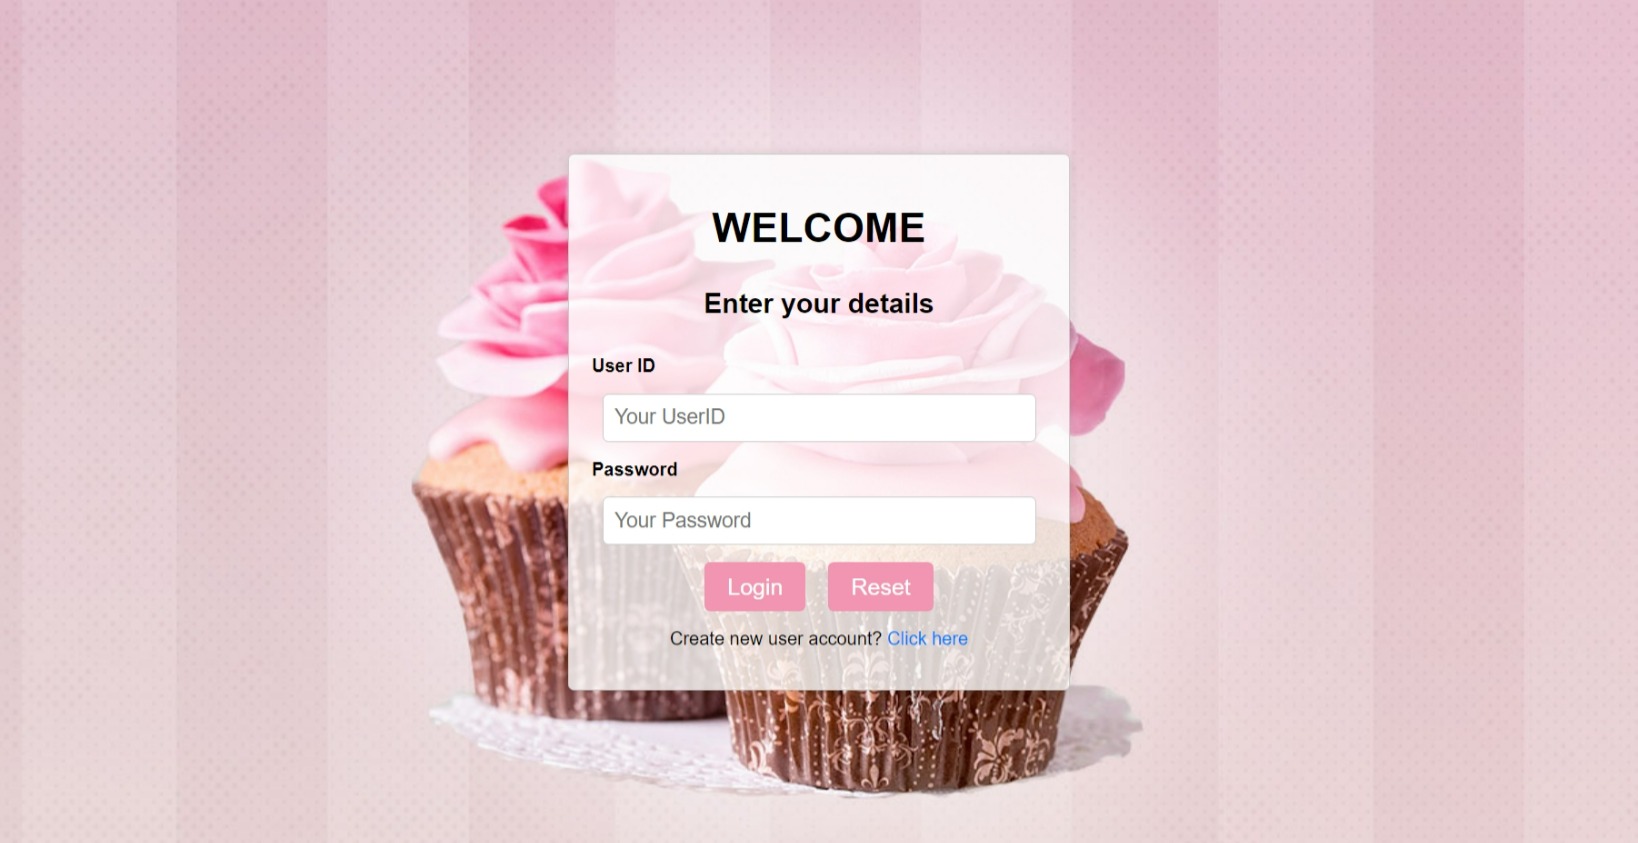 WELCOME
Enter your details
User ID
Your UserID
Password
Your Password
Login Reset
Create new user account? Click here